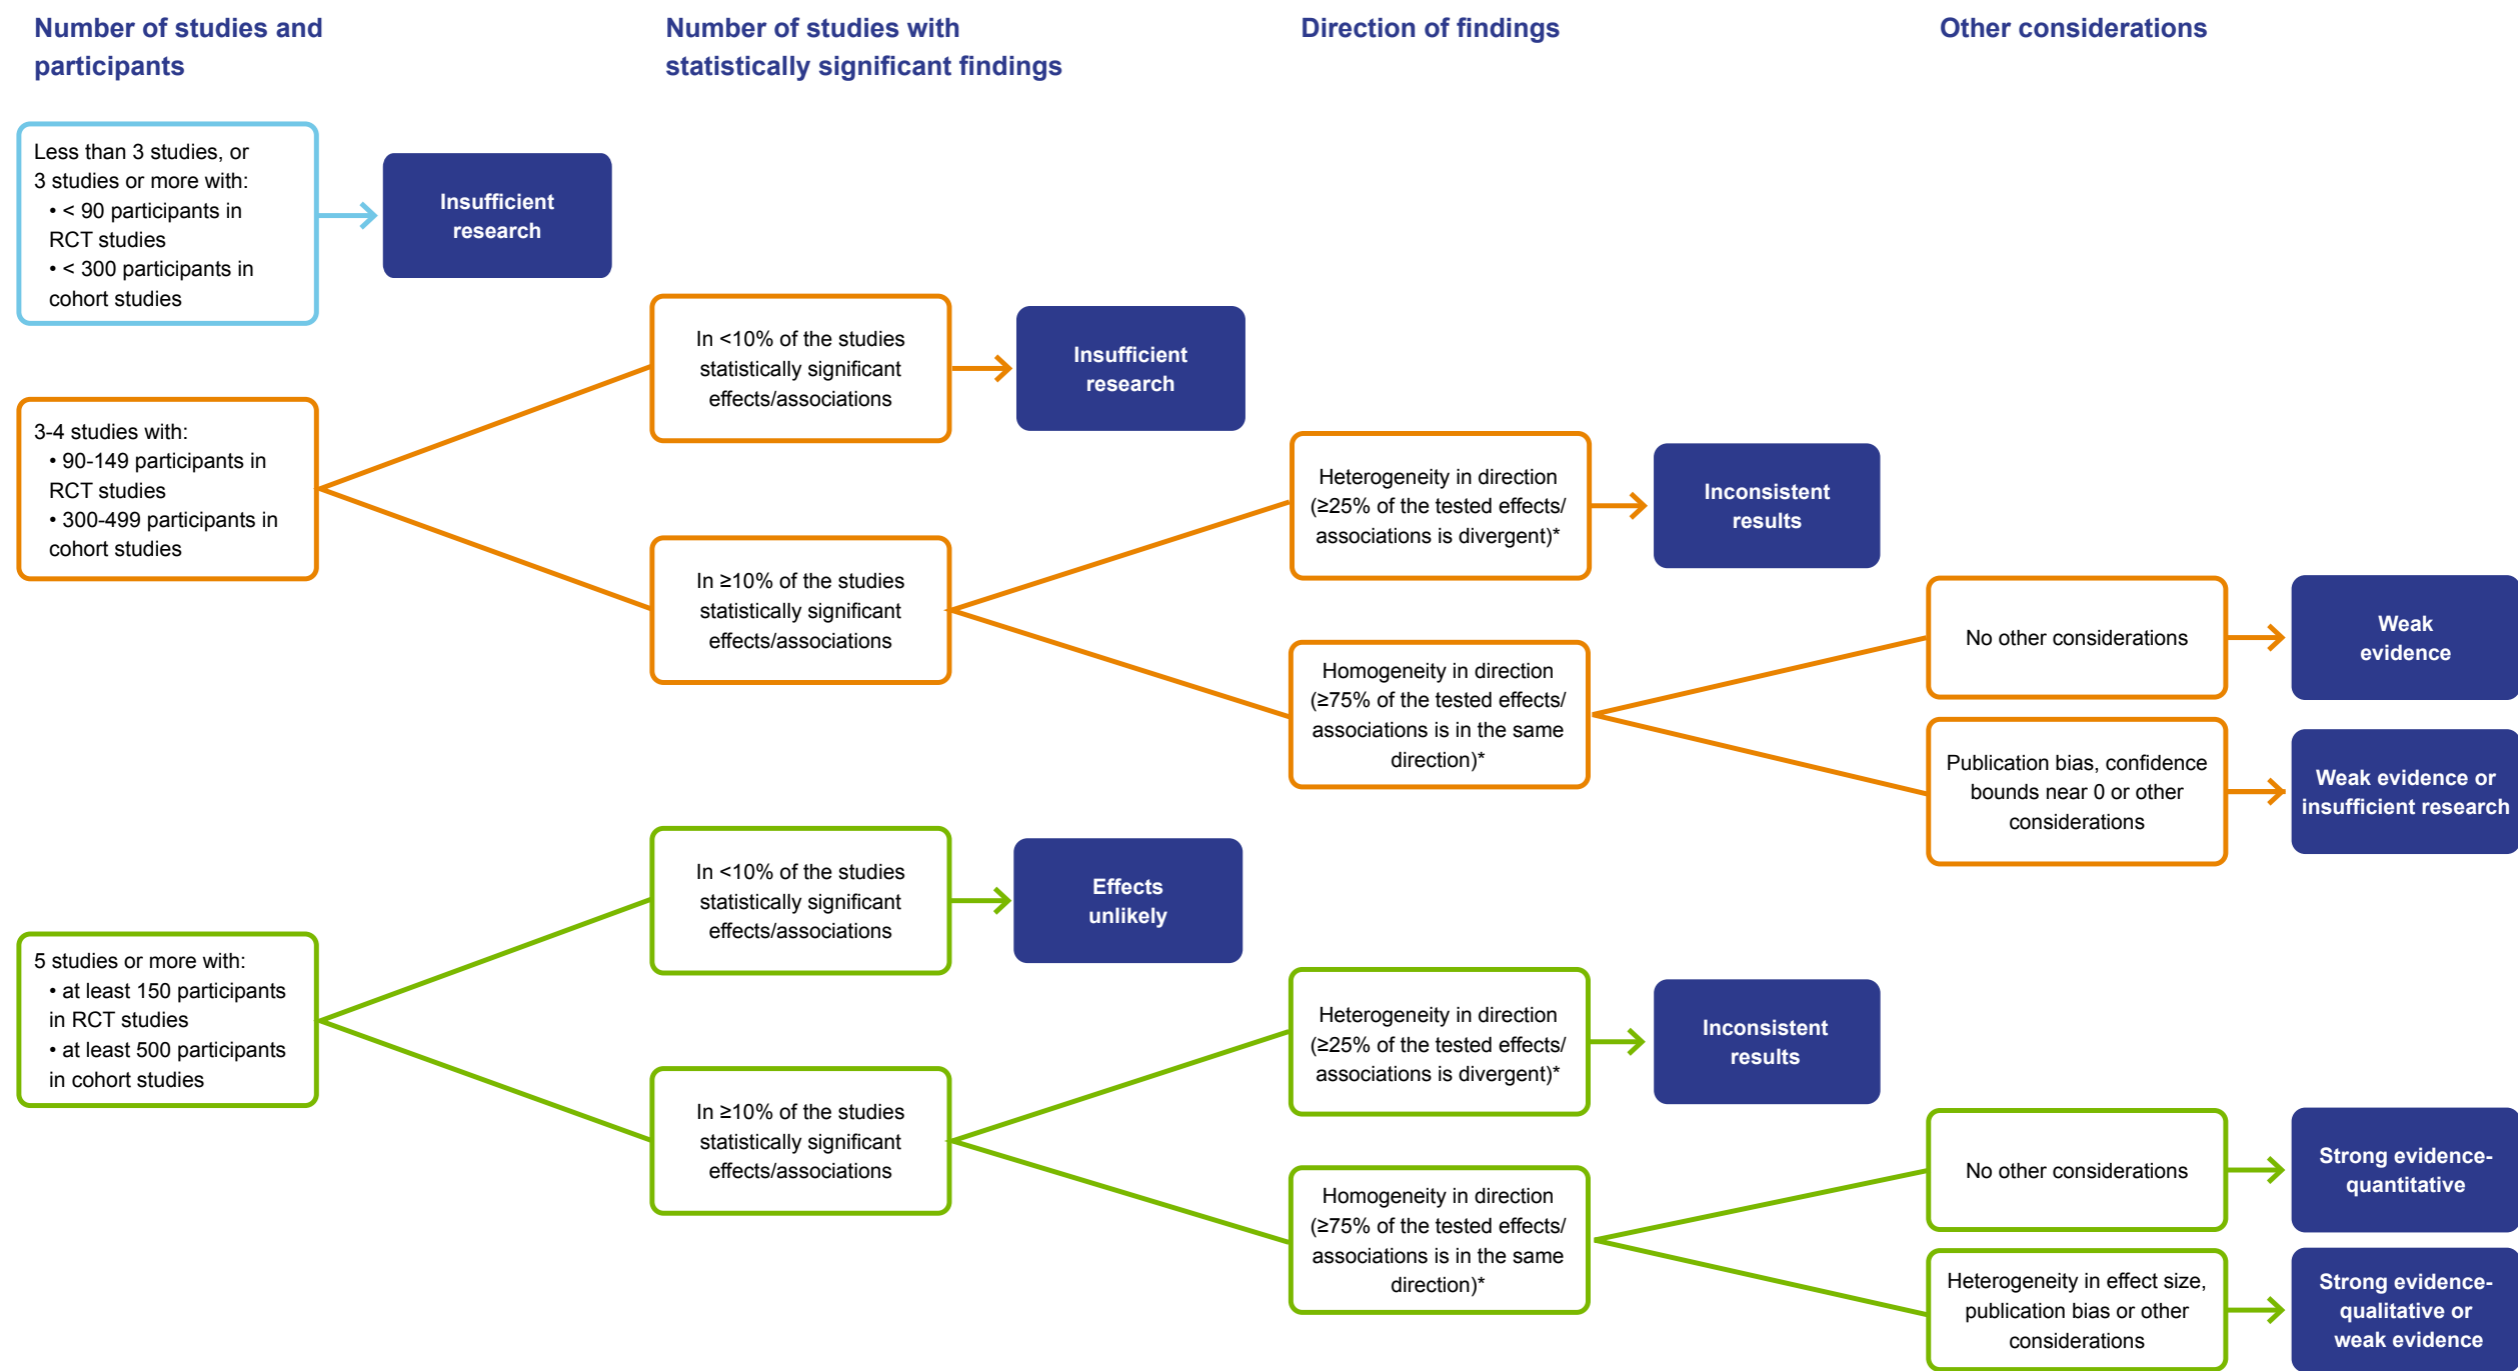 Number of studies and
participants
Number of studies with
statistically significant findings
Direction of findings
Other considerations
Less than 3 studies, or
3 studies or more with:
• < 90 participants in
RCT studies
• < 300 participants in
cohort studies
Insufficient
research
In <10% of the studies
statistically significant
effects/associations
Insufficient
research
3-4 studies with:
• 90-149 participants in
RCT studies
• 300-499 participants in
cohort studies
Heterogeneity in direction
(≥25% of the tested effects/
associations is divergent)*
Inconsistent
results
In ≥10% of the studies
statistically significant
effects/associations
No other considerations
Weak
evidence
Homogeneity in direction
(≥75% of the tested effects/
associations is in the same
direction)*
Publication bias, confidence
bounds near 0 or other
considerations
Weak evidence or
insufficient research
In <10% of the studies
statistically significant
effects/associations
Effects
unlikely
5 studies or more with:
• at least 150 participants
in RCT studies
• at least 500 participants
in cohort studies
Heterogeneity in direction
(≥25% of the tested effects/
associations is divergent)*
Inconsistent
results
In ≥10% of the studies
statistically significant
effects/associations
No other considerations
Strong evidence-
quantitative
Homogeneity in direction
(≥75% of the tested effects/
associations is in the same
direction)*
Heterogeneity in effect size,
publication bias or other
considerations
Strong evidence-
qualitative or
weak evidence